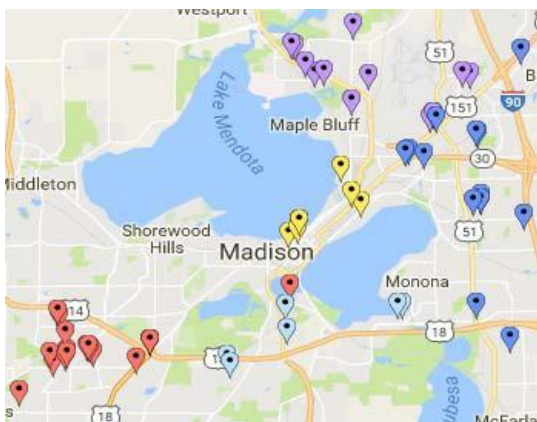 Westport
51
Lake Mendota
151
90
Maple Bluff
30
Middleton
Shorewood
Hills
Madison
51
Monona
14
18
18
McFarla